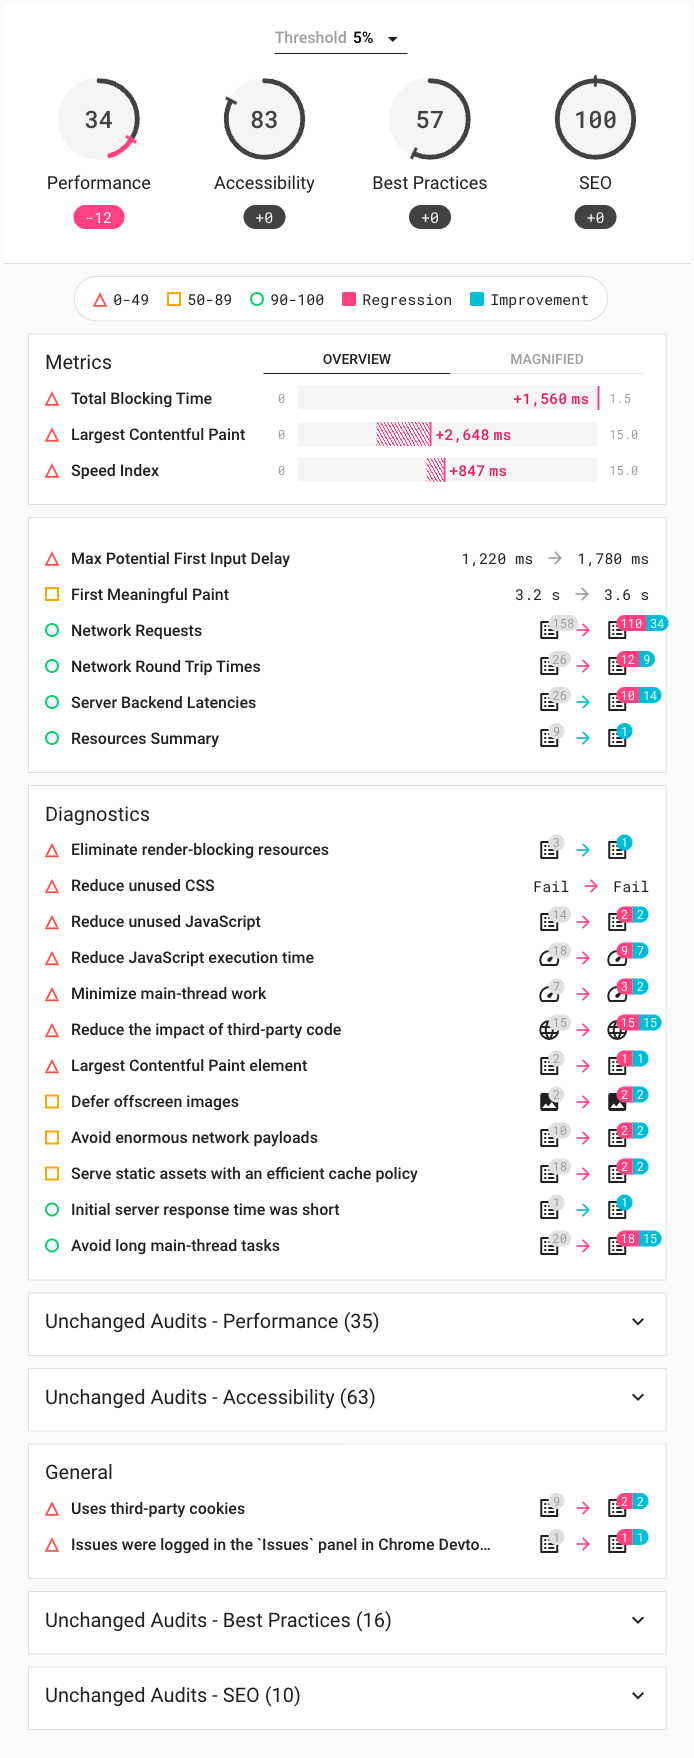 Threshold 5%
34 83 57 100
Performance Accessibility Best Practices SEO
-12 +0 +0 +0
0-49 50-89 90-100 Regression Improvement
Metrics OVERVIEW MAGNIFIED
Total Blocking Time 0 +1,560 ms 1.5
Largest Contentful Paint 0 +2,648 ms 15.0
Speed Index 0 +847 ms 15.0
Max Potential First Input Delay 1,220 ms → 1,780 ms
First Meaningful Paint 3.2 s → 3.6 s
Network Requests 158 → 110 34
Network Round Trip Times 26 → 12 9
Server Backend Latencies 26 → 10 14
Resources Summary 9 → 1
Diagnostics
Eliminate render-blocking resources 3 → 1
Reduce unused CSS Fail → Fail
Reduce unused JavaScript 14 → 2 2
Reduce JavaScript execution time 18 → 9 7
Minimize main-thread work 7 → 3 2
Reduce the impact of third-party code 15 → 15 15
Largest Contentful Paint element 2 → 1 1
Defer offscreen images 2 → 2 2
Avoid enormous network payloads 10 → 2 2
Serve static assets with an efficient cache policy 18 → 2 2
Initial server response time was short 1 → 1
Avoid long main-thread tasks 20 → 18 15
Unchanged Audits - Performance (35)
Unchanged Audits - Accessibility (63)
General
Uses third-party cookies 9 → 2 2
Issues were logged in the `Issues` panel in Chrome Devto... 1 → 1 1
Unchanged Audits - Best Practices (16)
Unchanged Audits - SEO (10)